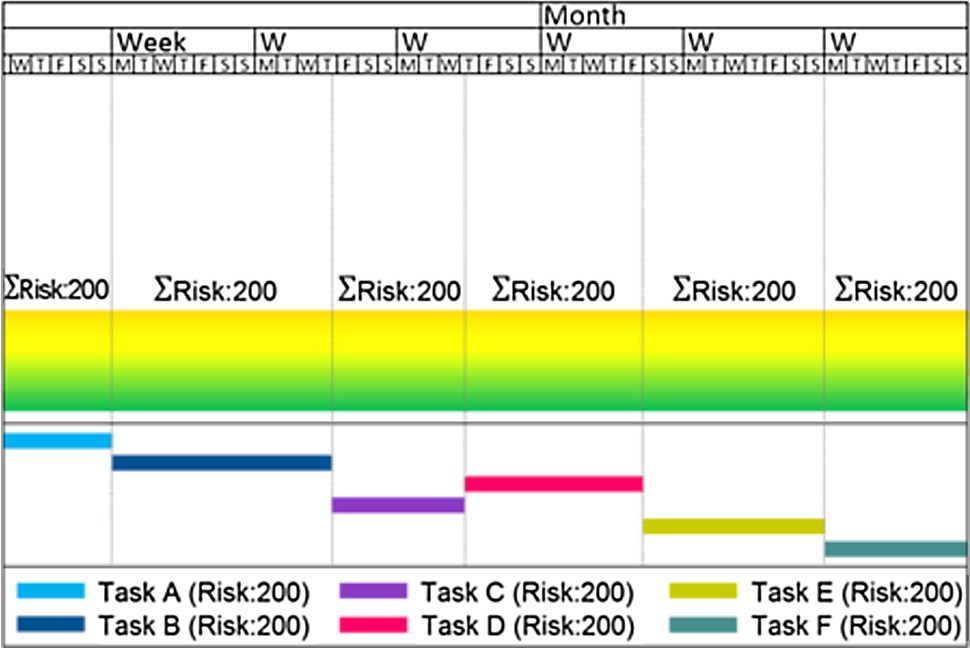 Month
Week W W W W W
W T F S S M T W T F S S M T W T F S S M T W T F S S M T W T F S S M T W T F S S M T W T F S S
ΣRisk:200 ΣRisk:200 ΣRisk:200 ΣRisk:200 ΣRisk:200 ΣRisk:200
Task A (Risk:200) Task C (Risk:200) Task E (Risk:200)
Task B (Risk:200) Task D (Risk:200) Task F (Risk:200)